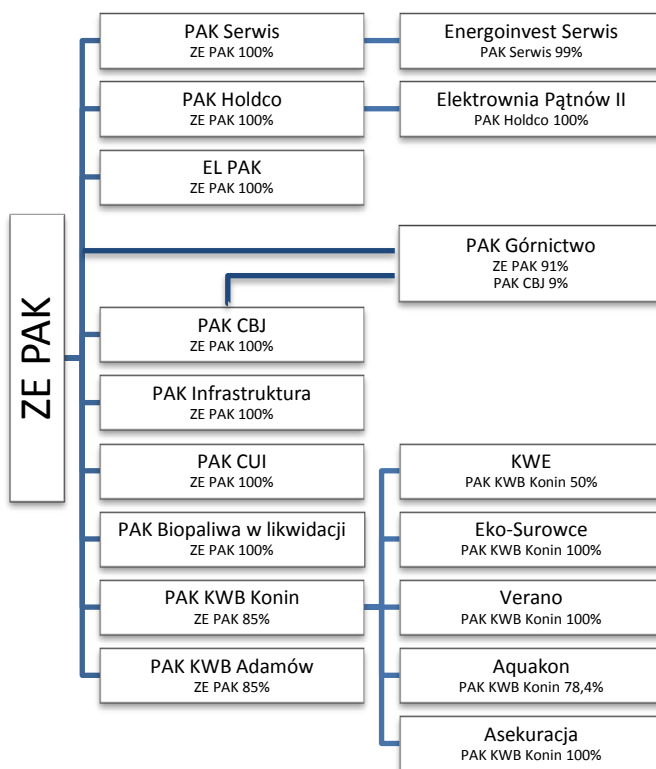 ZE PAK
PAK Serwis
ZE PAK 100%
Energoinvest Serwis
PAK Serwis 99%
PAK Holdco
ZE PAK 100%
Elektrownia Pątnów II
PAK Holdco 100%
EL PAK
ZE PAK 100%
PAK Górnictwo
ZE PAK 91%
PAK CBJ 9%
PAK CBJ
ZE PAK 100%
PAK Infrastruktura
ZE PAK 100%
PAK CUI
ZE PAK 100%
KWE
PAK KWB Konin 50%
PAK Biopaliwa w likwidacji
ZE PAK 100%
Eko-Surowce
PAK KWB Konin 100%
PAK KWB Konin
ZE PAK 85%
Verano
PAK KWB Konin 100%
PAK KWB Adamów
ZE PAK 85%
Aquakon
PAK KWB Konin 78,4%
Asekuracja
PAK KWB Konin 100%